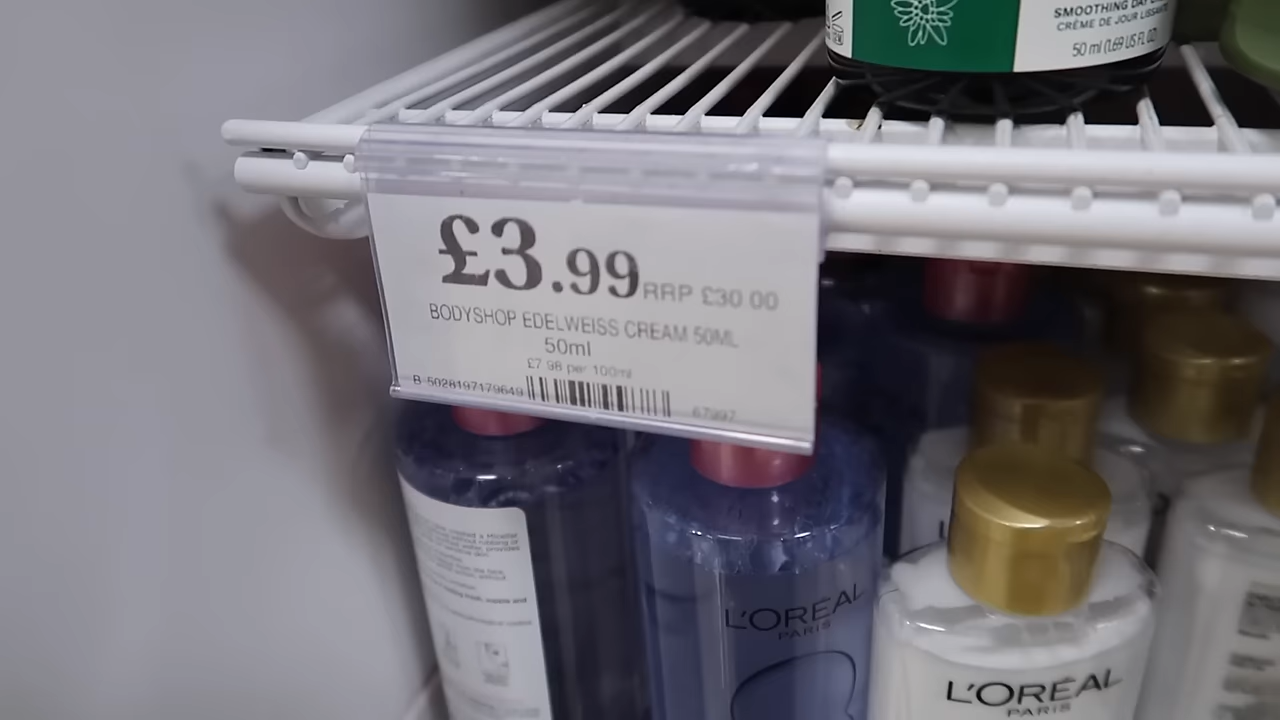 SMOOTHING DAY
CRÈME DE JOUR LISSANTE
50 ml (1.69 US FL OZ)
£3.99 RRP £30.00
BODYSHOP EDELWEISS CREAM 50ML
50ml
£7.98 per 100ml
B 5028197179649
67997
L'ORÉAL
PARIS
L'ORÉAL
PARIS